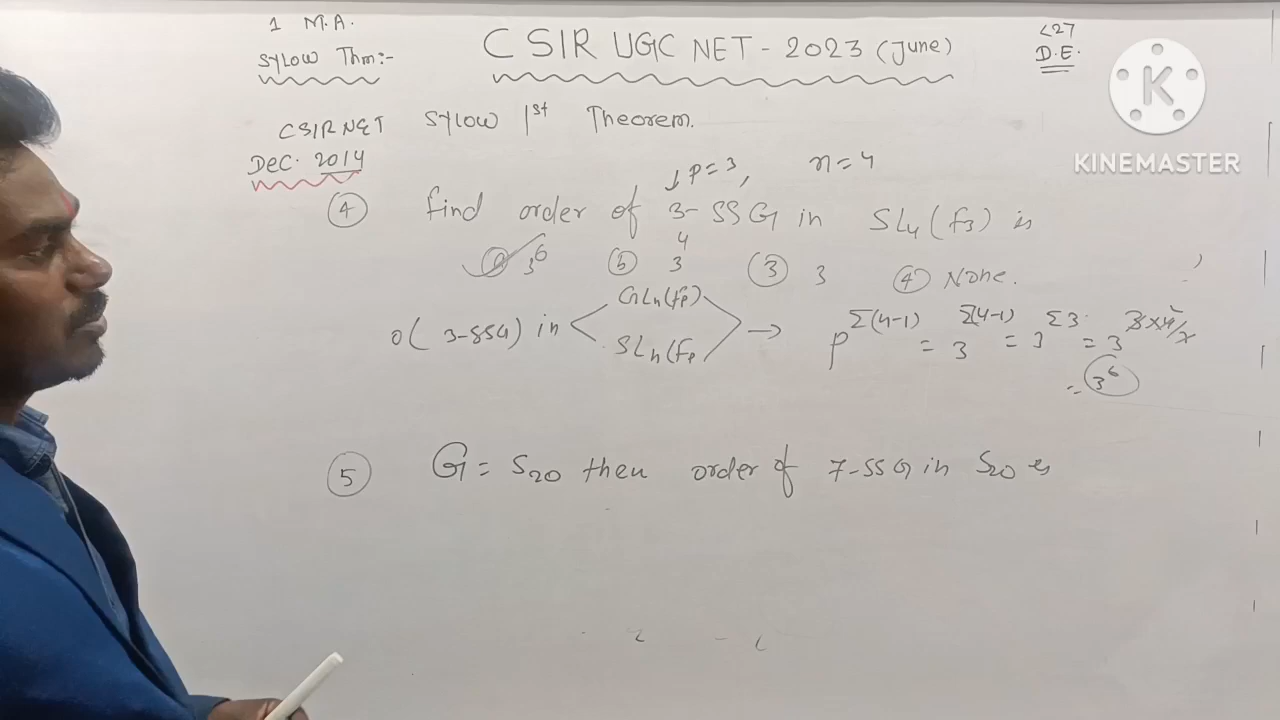 1 M.A.
SYLOW Thm:-
CSIR UGC NET - 2023 (June)
<27
D.E.
K
KINEMASTER
CSIR NET
DEC. 2014
SYLOW 1st Theorem.
↓ p=3, n=4
④ find order of 3-SSG in SL4(f3) is
ⓐ 3^6 ⓑ 3^4 ③ 3 ④ None.
O( 3-SSG) in < GLn(fp) SLn(fp > → p^Σ(n-1) = 3^Σ(4-1) = 3^Σ3 = 3^3×4/2
= 3^6
⑤ G = S20 then order of 7-SSG in S20 is